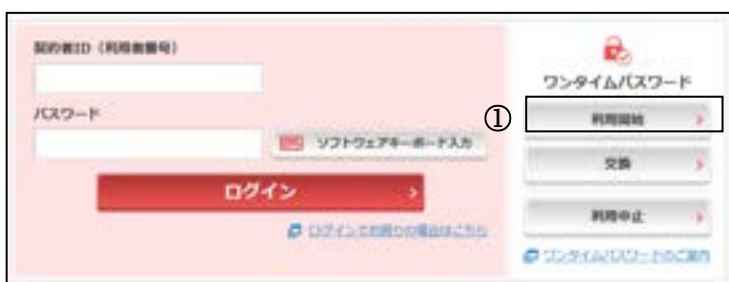 契約者ID（利用者番号）
パスワード
ソフトウェアキーボード入力
ログイン
ログインでお困りの場合はこちら
ワンタイムパスワード
①
利用開始
交換
利用中止
ワンタイムパスワードのご案内